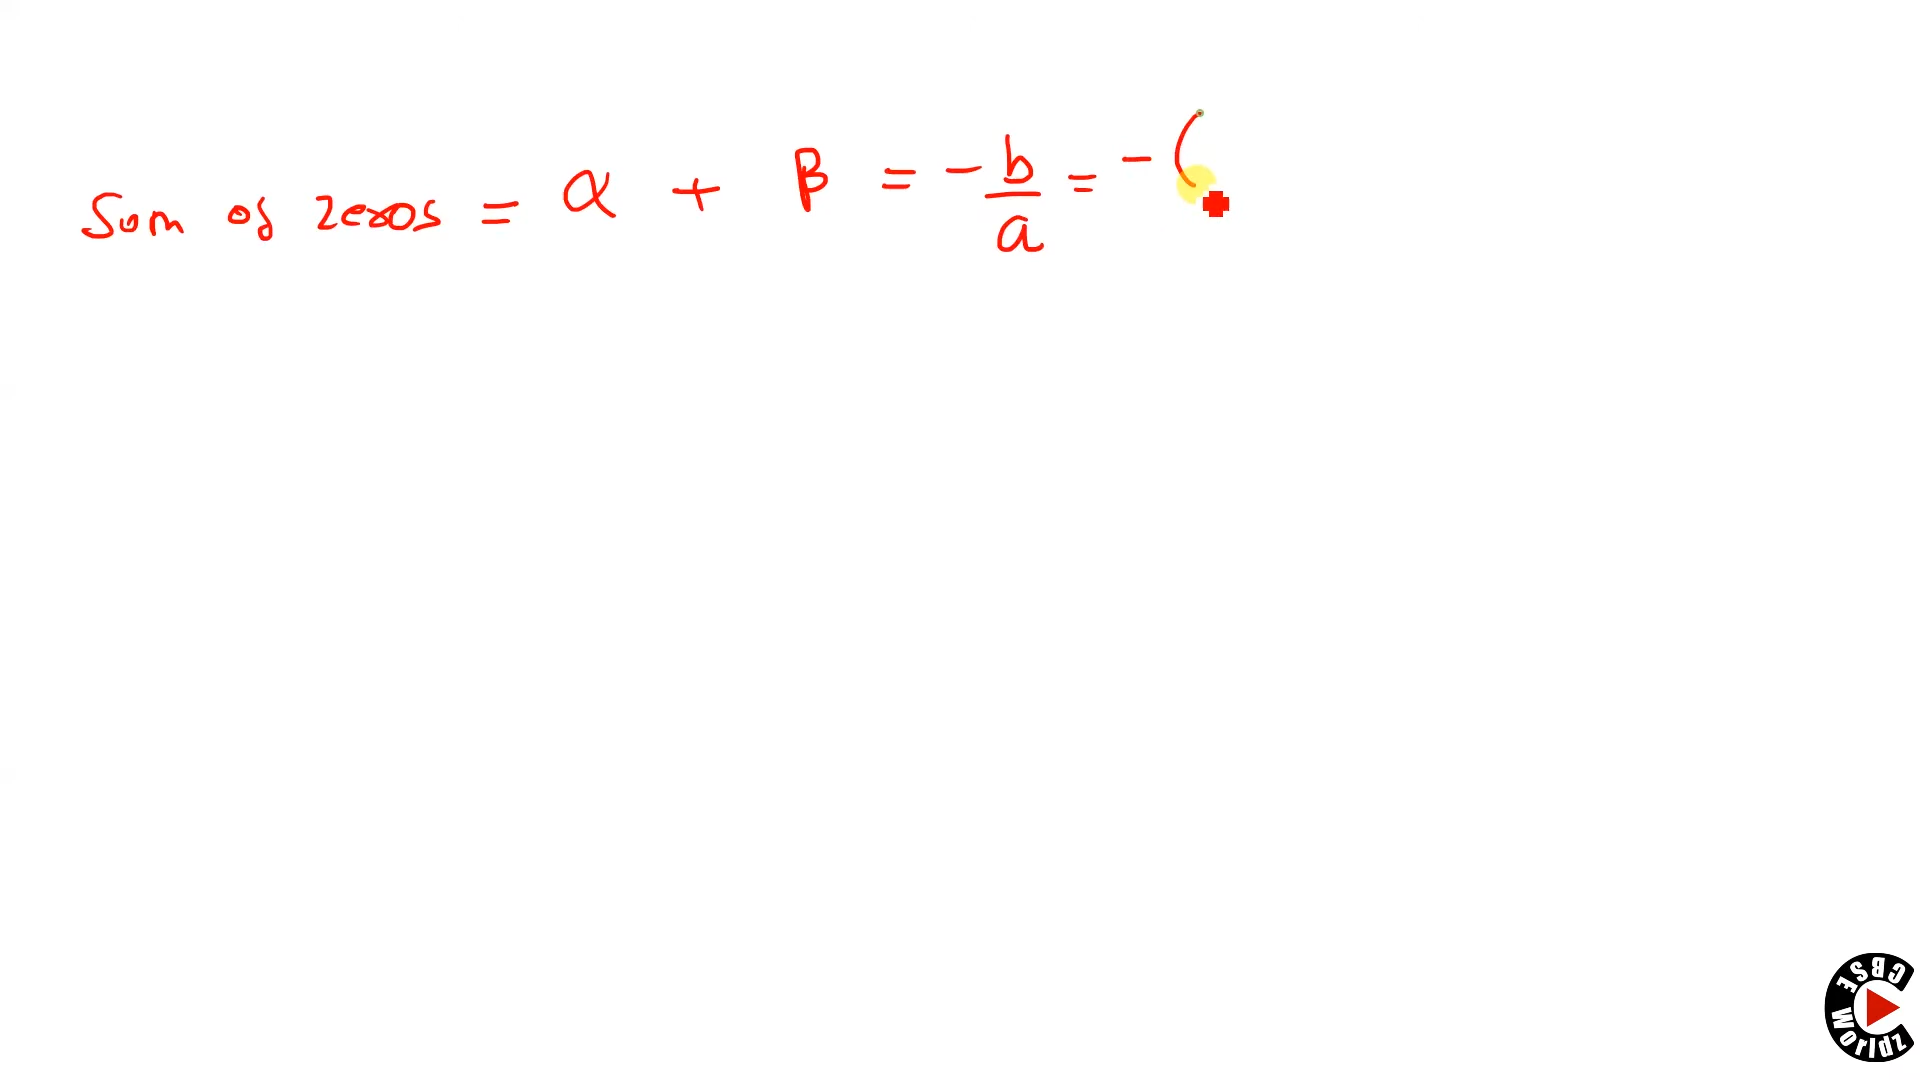 Sum of zeros = α + β = - b/a = - (
CBSE Worldz